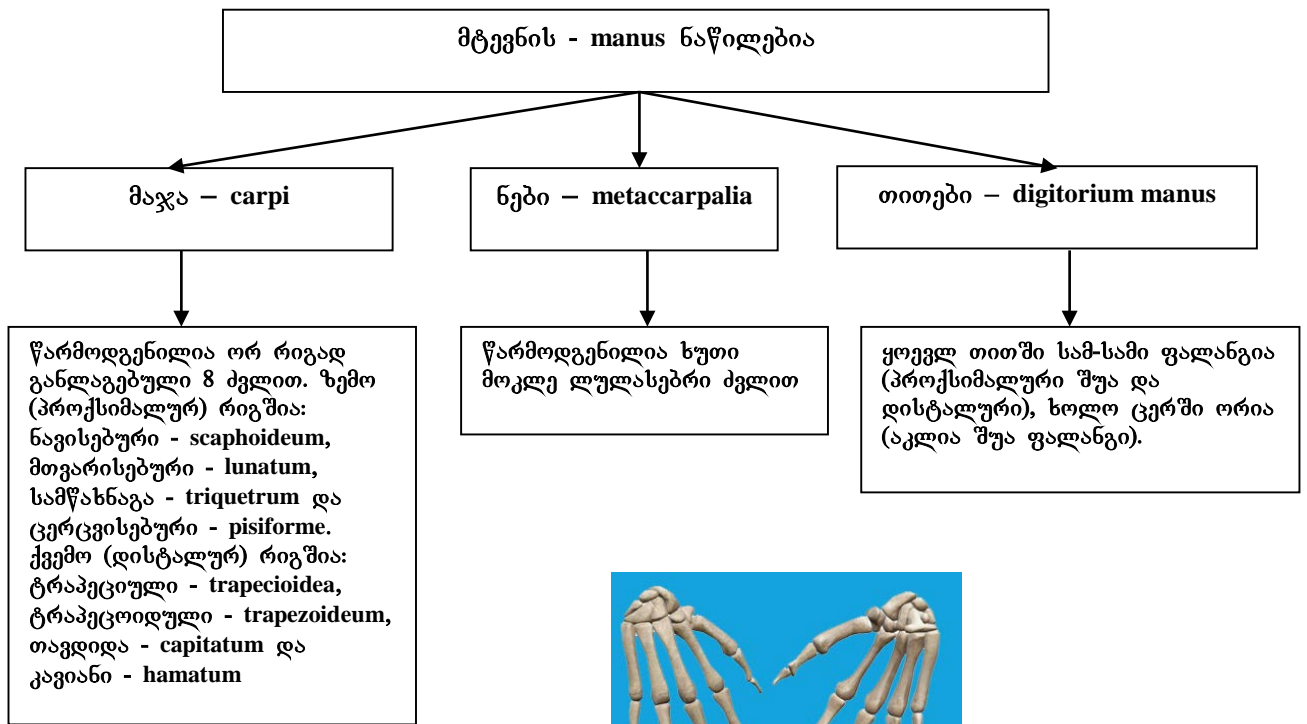 მტევნის - manus ნაწილებია
მაჯა – carpi
ნები – metaccarpalia
თითები – digitorium manus
წარმოდგენილია ორ რიგად
განლაგებული 8 ძვლით. ზემო
(პროქსიმალურ) რიგშია:
ნავისებური - scaphoideum,
მთვარისებური - lunatum,
სამწახნაგა - triquetrum და
ცერცვისებური - pisiforme.
ქვემო (დისტალურ) რიგშია:
ტრაპეციული - trapecioidea,
ტრაპეცოიდული - trapezoideum,
თავდიდა - capitatum და
კავიანი - hamatum
წარმოდგენილია ხუთი
მოკლე ლულასებრი ძვლით
ყოევლ თითში სამ-სამი ფალანგია
(პროქსიმალური შუა და
დისტალური), ხოლო ცერში ორია
(აკლია შუა ფალანგი).